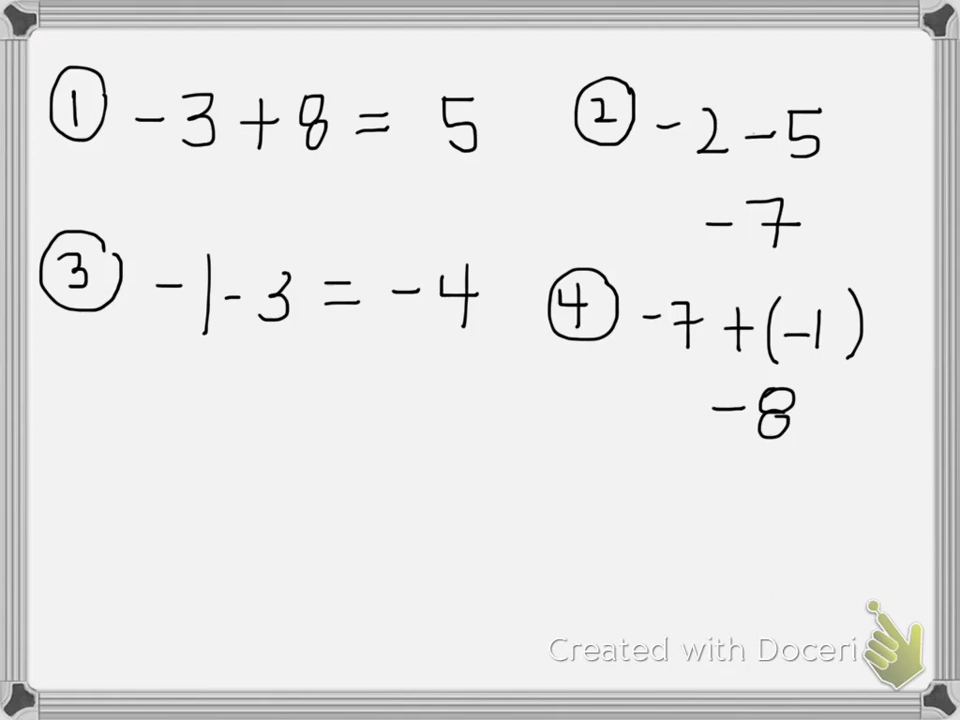 ① -3+8= 5
② -2-5
-7
③ -1-3 = -4
④ -7+(-1)
-8
Created with Doceri